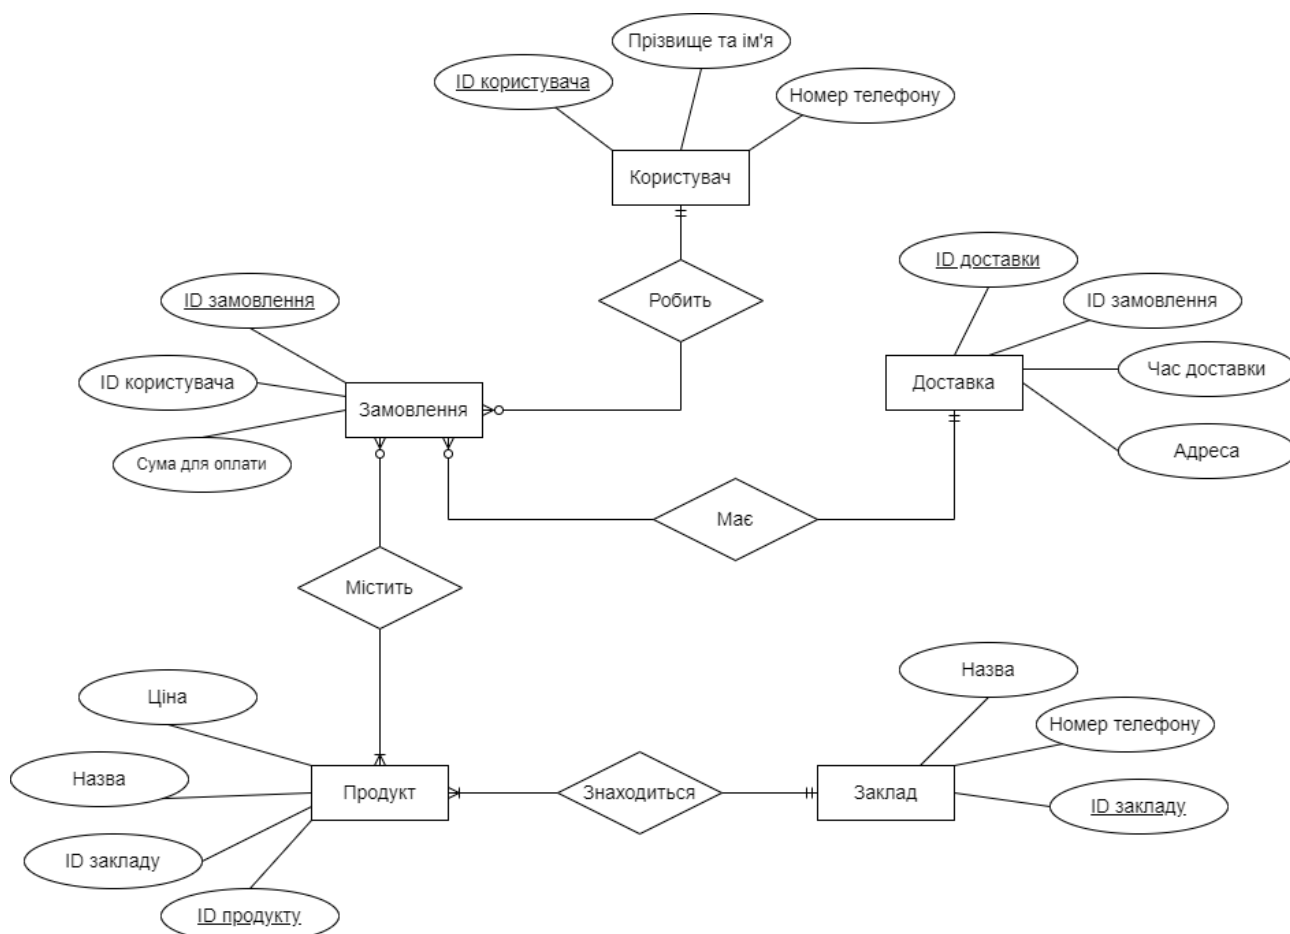 Прізвище та ім'я
ID користувача
Номер телефону
Користувач
ID доставки
ID замовлення
Робить
ID замовлення
Час доставки
ID користувача
Доставка
Замовлення
Адреса
Сума для оплати
Має
Містить
Назва
Ціна
Номер телефону
Назва
Продукт
Знаходиться
Заклад
ID закладу
ID закладу
ID продукту